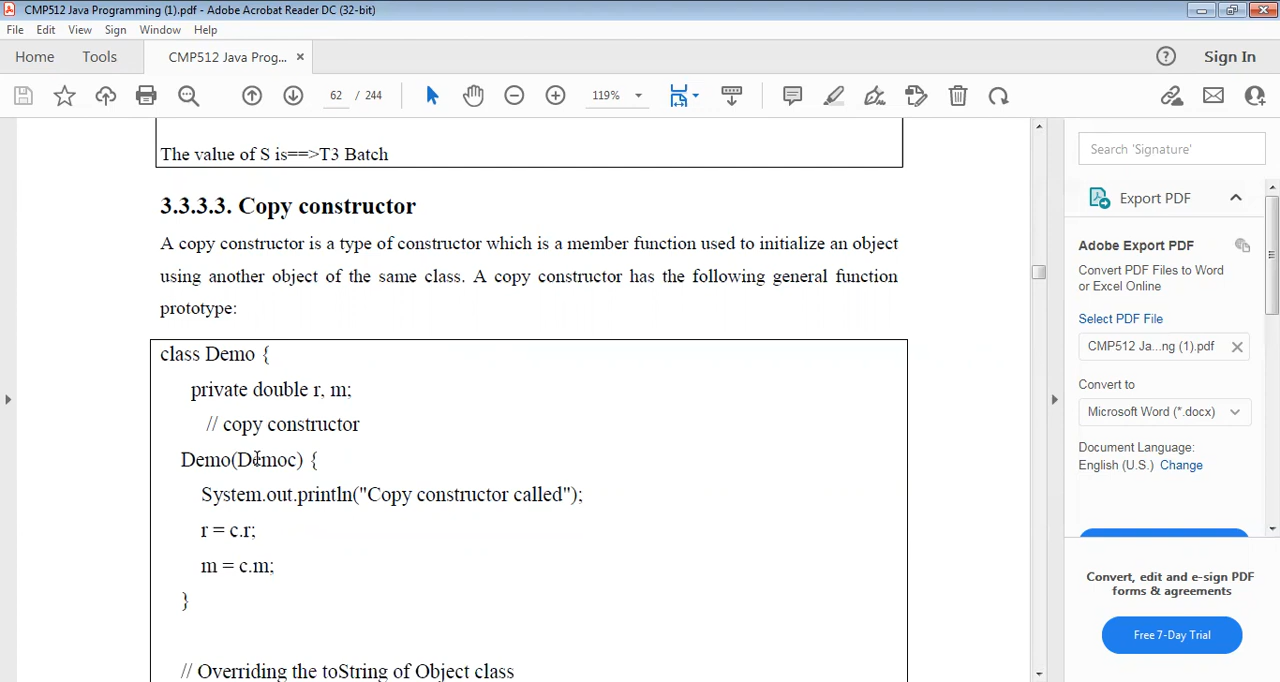 CMP512 Java Programming (1).pdf - Adobe Acrobat Reader DC (32-bit)
File Edit View Sign Window Help
Home Tools CMP512 Java Prog... × Sign In
62 / 244 119%
The value of S is==>T3 Batch
3.3.3.3. Copy constructor
A copy constructor is a type of constructor which is a member function used to initialize an object
using another object of the same class. A copy constructor has the following general function
prototype:
class Demo {
private double r, m;
// copy constructor
Demo(Democ) {
System.out.println("Copy constructor called");
r = c.r;
m = c.m;
}
// Overriding the toString of Object class
Search 'Signature'
Export PDF
Adobe Export PDF
Convert PDF Files to Word
or Excel Online
Select PDF File
CMP512 Ja...ng (1).pdf
Convert to
Microsoft Word (*.docx)
Document Language:
English (U.S.) Change
Convert, edit and e-sign PDF
forms & agreements
Free 7-Day Trial